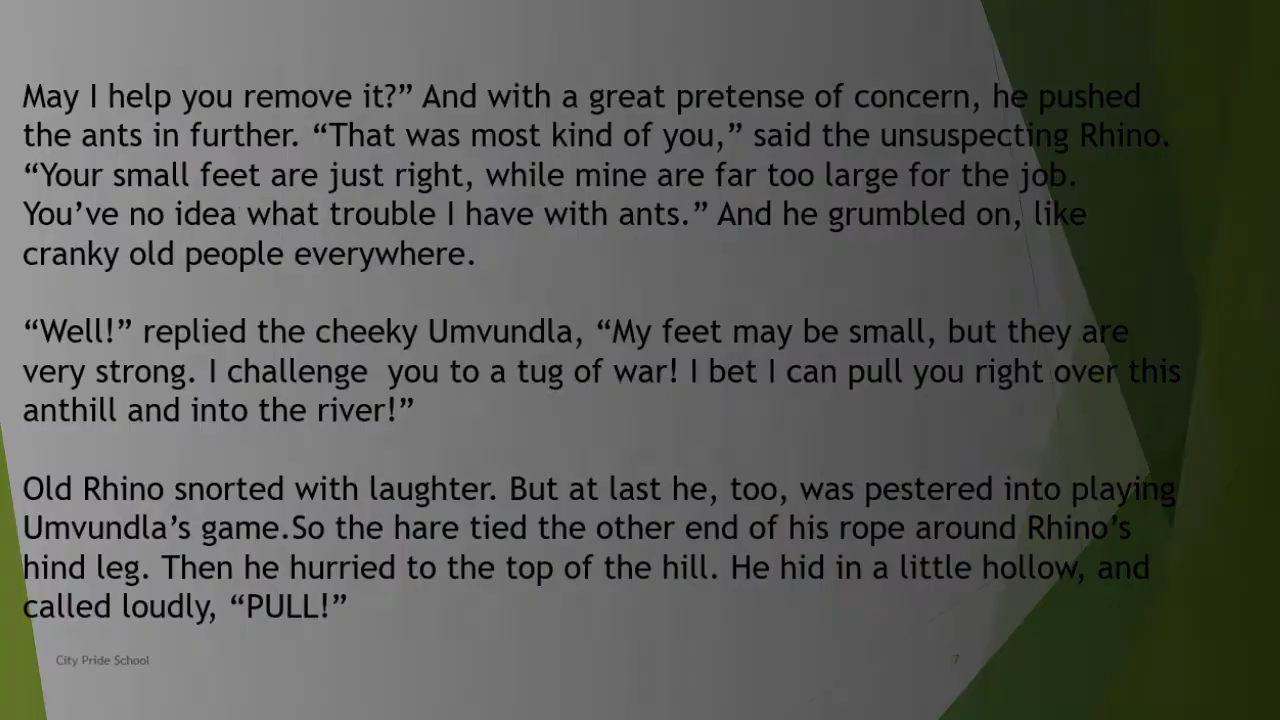 May I help you remove it?” And with a great pretense of concern, he pushed
the ants in further. “That was most kind of you,” said the unsuspecting Rhino.
“Your small feet are just right, while mine are far too large for the job.
You’ve no idea what trouble I have with ants.” And he grumbled on, like
cranky old people everywhere.
“Well!” replied the cheeky Umvundla, “My feet may be small, but they are
very strong. I challenge  you to a tug of war! I bet I can pull you right over this
anthill and into the river!”
Old Rhino snorted with laughter. But at last he, too, was pestered into playing
Umvundla’s game.So the hare tied the other end of his rope around Rhino’s
hind leg. Then he hurried to the top of the hill. He hid in a little hollow, and
called loudly, “PULL!”
City Pride School
7